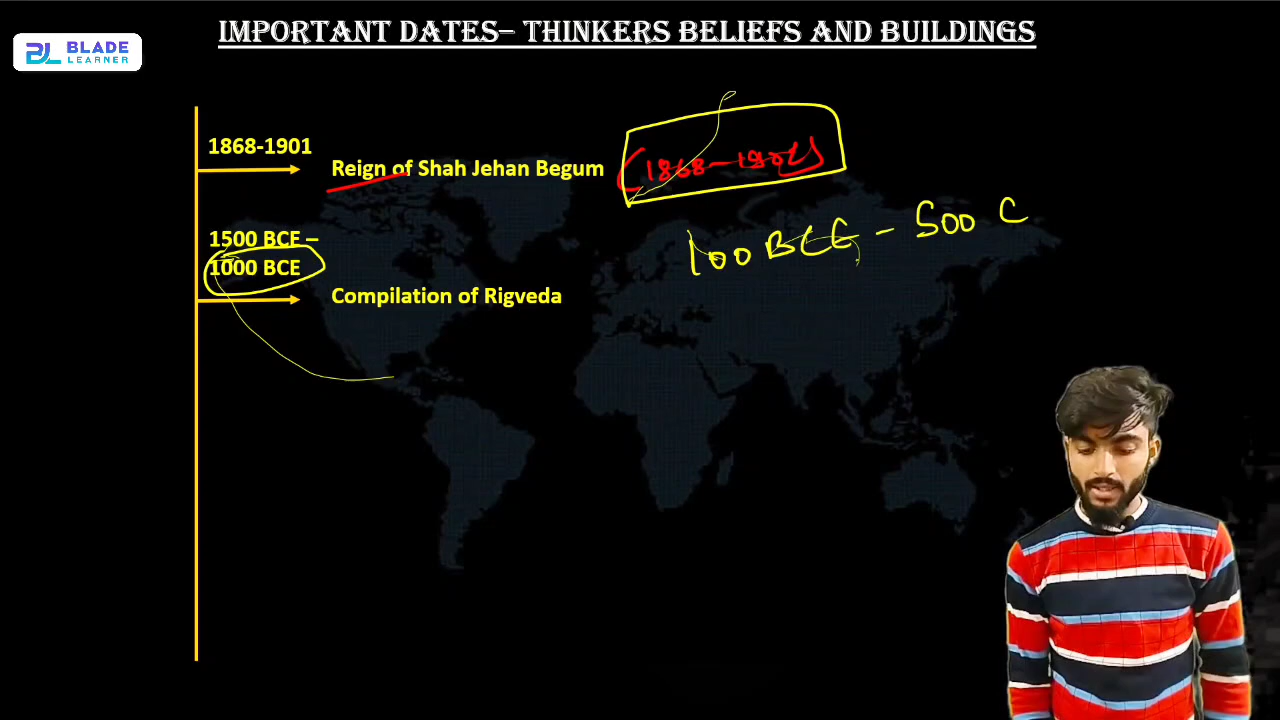 IMPORTANT DATES– THINKERS BELIEFS AND BUILDINGS
BL BLADE
LEARNER
1868-1901
Reign of Shah Jehan Begum
(1868-1901)
1500 BCE –
1000 BCE
100 BCE - 500 C
Compilation of Rigveda